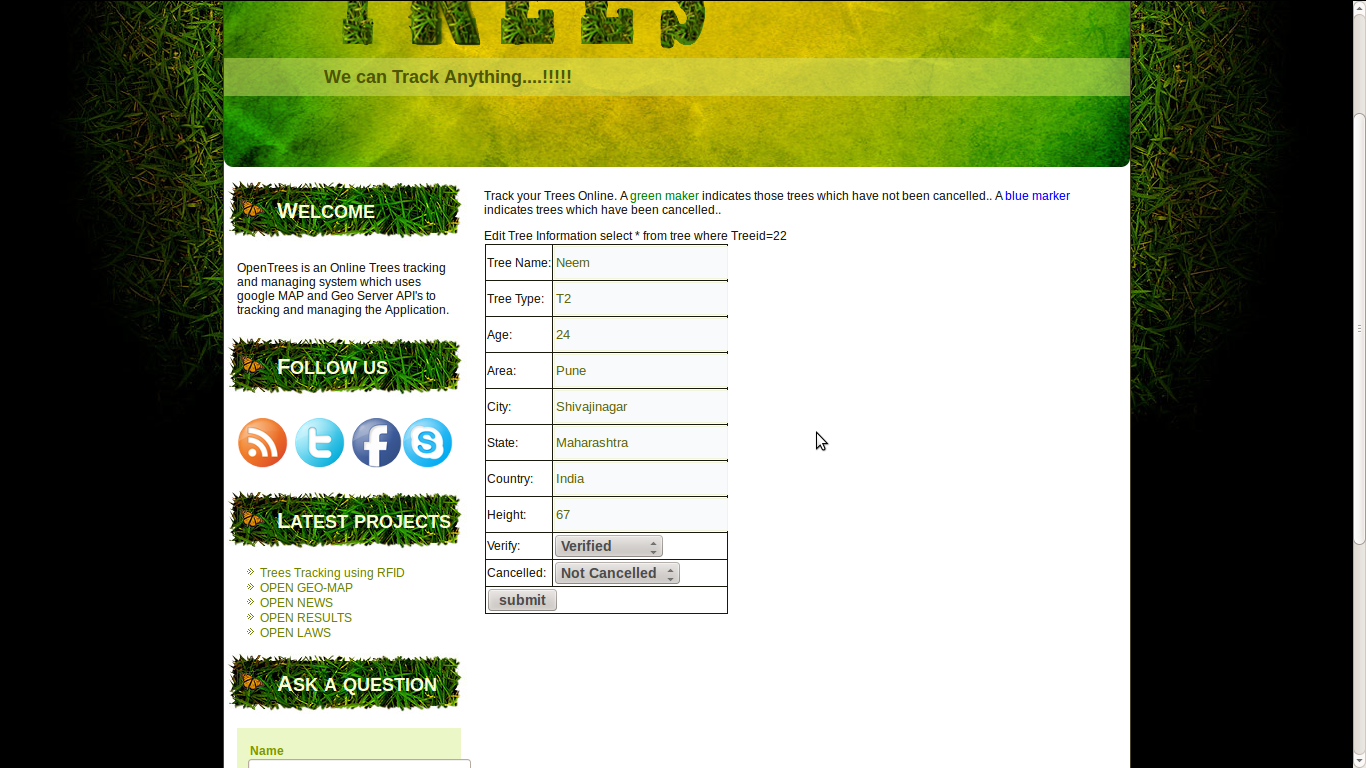 TREES
We can Track Anything....!!!!!
WELCOME
OpenTrees is an Online Trees tracking
and managing system which uses
google MAP and Geo Server API's to
tracking and managing the Application.
FOLLOW US
LATEST PROJECTS
Trees Tracking using RFID
OPEN GEO-MAP
OPEN NEWS
OPEN RESULTS
OPEN LAWS
ASK A QUESTION
Name
Track your Trees Online. A green maker indicates those trees which have not been cancelled.. A blue marker
indicates trees which have been cancelled..
Edit Tree Information select * from tree where Treeid=22
Tree Name: Neem
Tree Type: T2
Age: 24
Area: Pune
City: Shivajinagar
State: Maharashtra
Country: India
Height: 67
Verify: Verified
Cancelled: Not Cancelled
submit